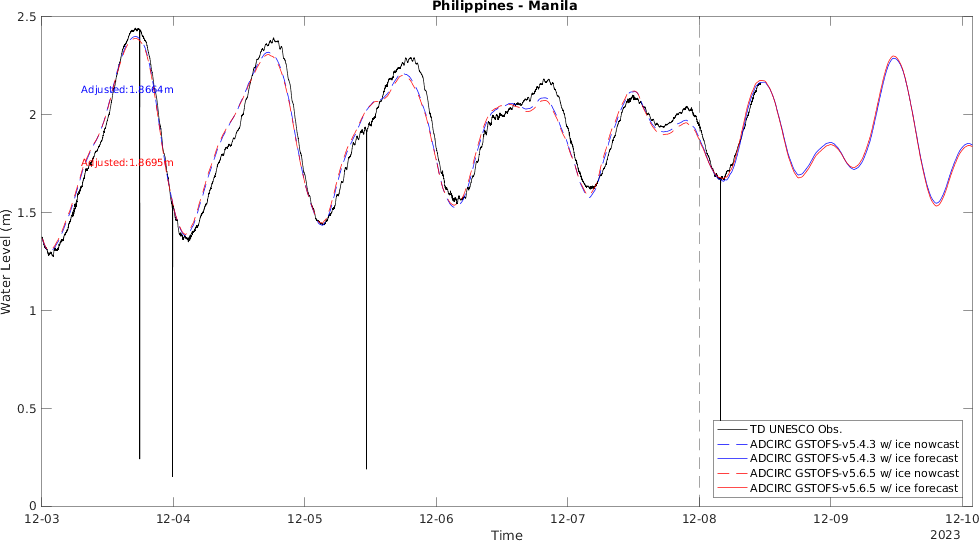 Philippines - Manila
2.5
2
1.5
1
0.5
0
Water Level (m)
Adjusted:1.8664m
Adjusted:1.8695m
TD UNESCO Obs.
ADCIRC GSTOFS-v5.4.3 w/ ice nowcast
ADCIRC GSTOFS-v5.4.3 w/ ice forecast
ADCIRC GSTOFS-v5.6.5 w/ ice nowcast
ADCIRC GSTOFS-v5.6.5 w/ ice forecast
12-03 12-04 12-05 12-06 12-07 12-08 12-09 12-10
Time
2023